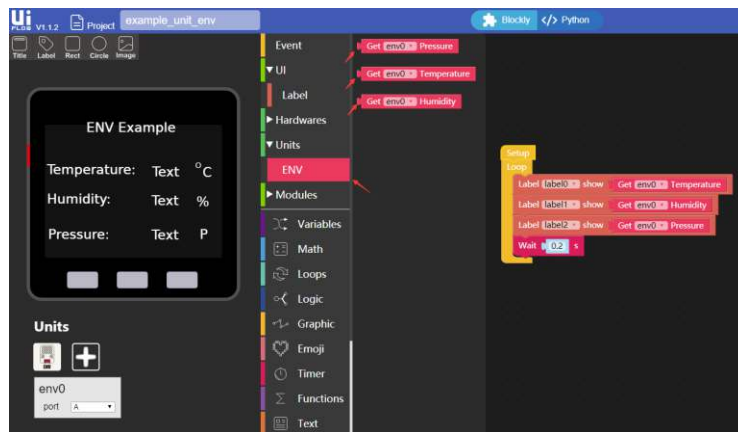 Ui
FLOW
V1.1.2
Project
example_unit_env
Blockly
</> Python
Title
Label
Rect
Circle
Image
ENV Example
Temperature: Text °C
Humidity: Text %
Pressure: Text P
Units
env0
port A
Event
UI
Label
Hardwares
Units
ENV
Modules
Variables
Math
Loops
Logic
Graphic
Emoji
Timer
Functions
Text
Get env0 Pressure
Get env0 Temperature
Get env0 Humidity
Setup
Loop
Label label0 show Get env0 Temperature
Label label1 show Get env0 Humidity
Label label2 show Get env0 Pressure
Wait 0.2 s